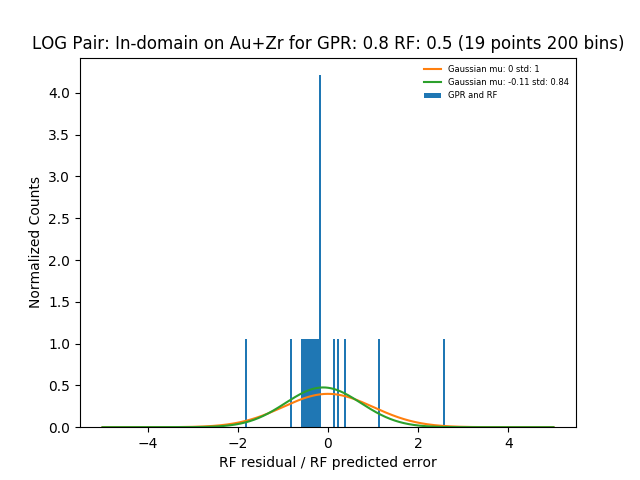 LOG Pair: In-domain on Au+Zr for GPR: 0.8 RF: 0.5 (19 points 200 bins)
Gaussian mu: 0 std: 1
Gaussian mu: -0.11 std: 0.84
GPR and RF
Normalized Counts
4.0
3.5
3.0
2.5
2.0
1.5
1.0
0.5
0.0
−4 −2 0 2 4
RF residual / RF predicted error